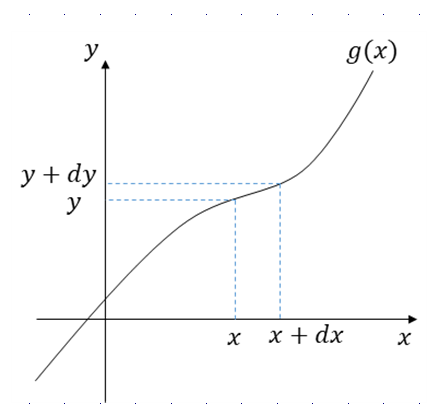 y
g(x)
y + dy
y
x
x + dx
x